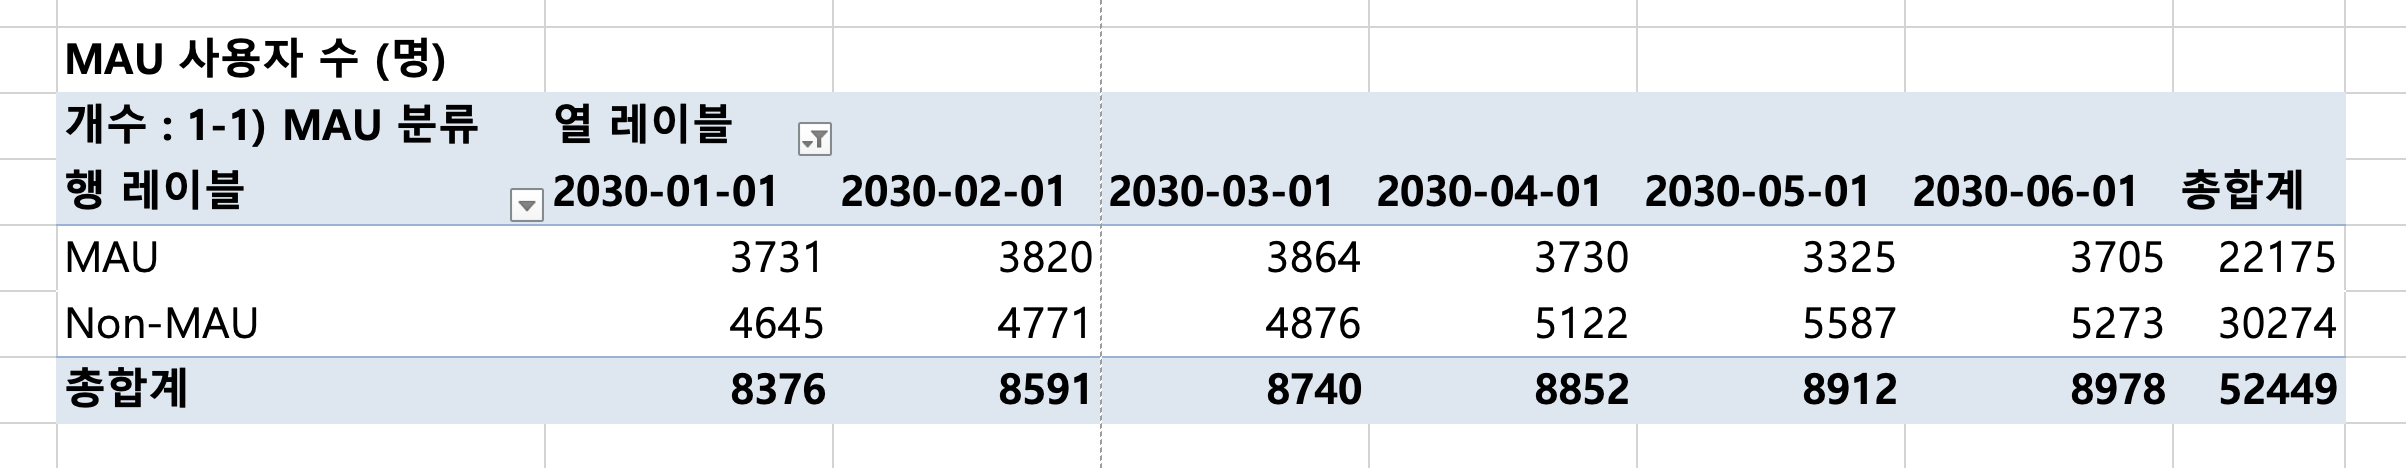 MAU 사용자 수 (명)
개수 : 1-1) MAU 분류 열 레이블
행 레이블 2030-01-01 2030-02-01 2030-03-01 2030-04-01 2030-05-01 2030-06-01 총합계
MAU 3731 3820 3864 3730 3325 3705 22175
Non-MAU 4645 4771 4876 5122 5587 5273 30274
총합계 8376 8591 8740 8852 8912 8978 52449